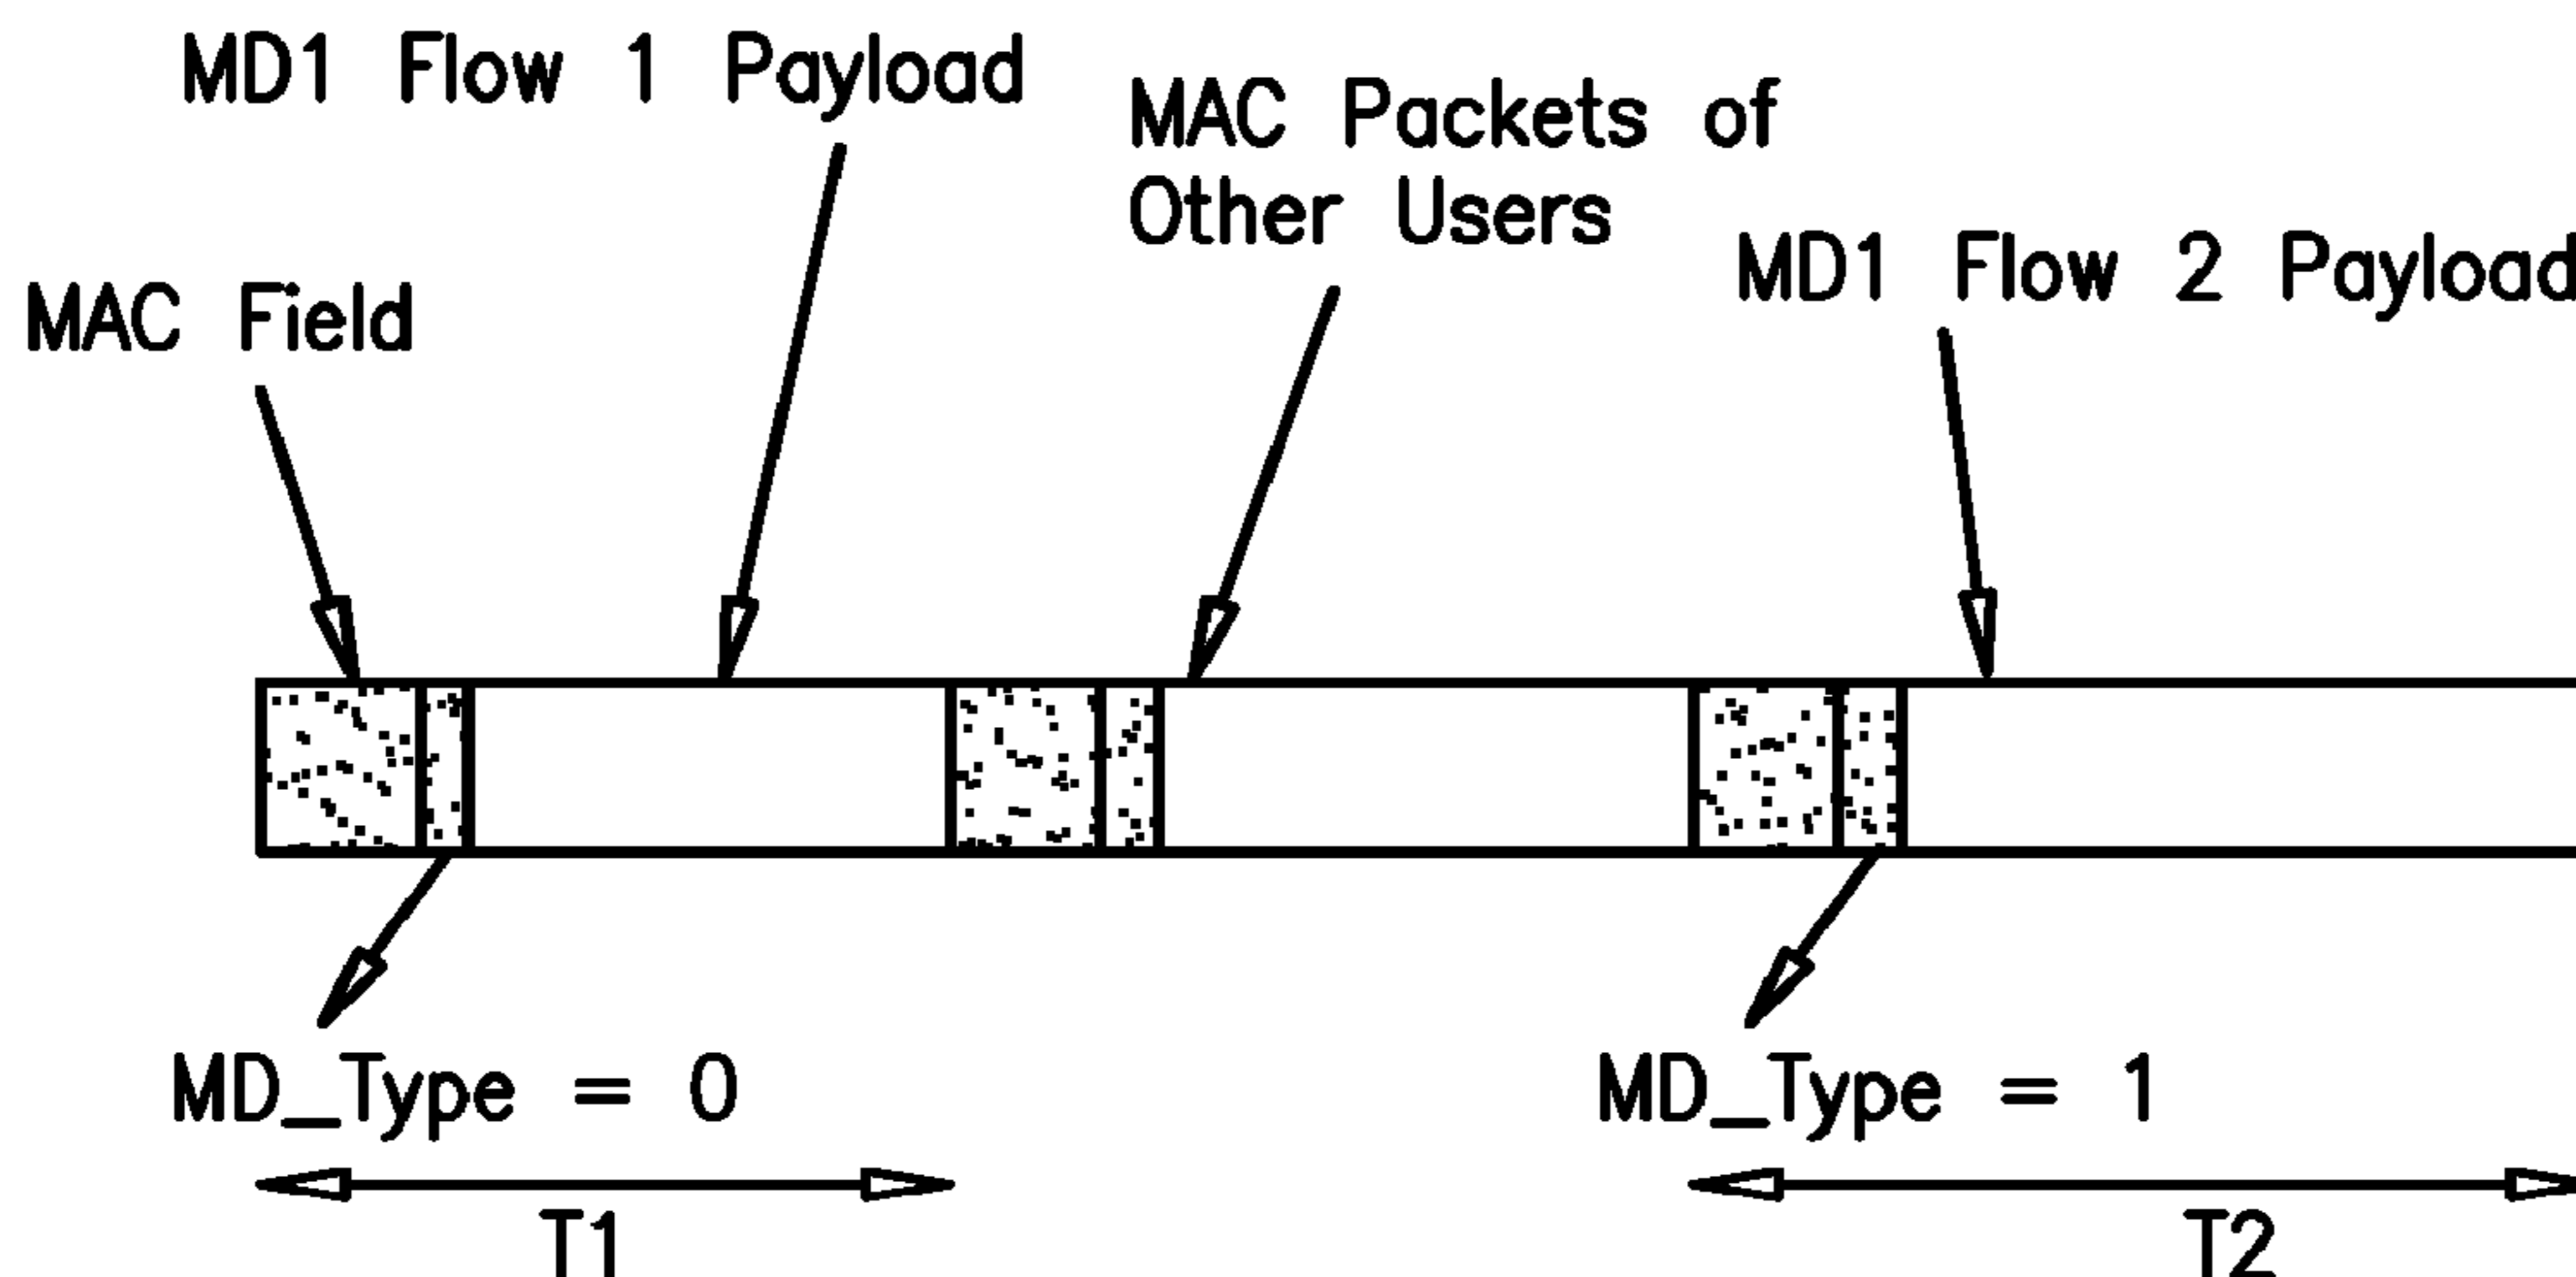 MD1 Flow 1 Payload
MAC Packets of
Other Users
MD1 Flow 2 Payload
MAC Field
MD_Type = 0
MD_Type = 1
T1
T2